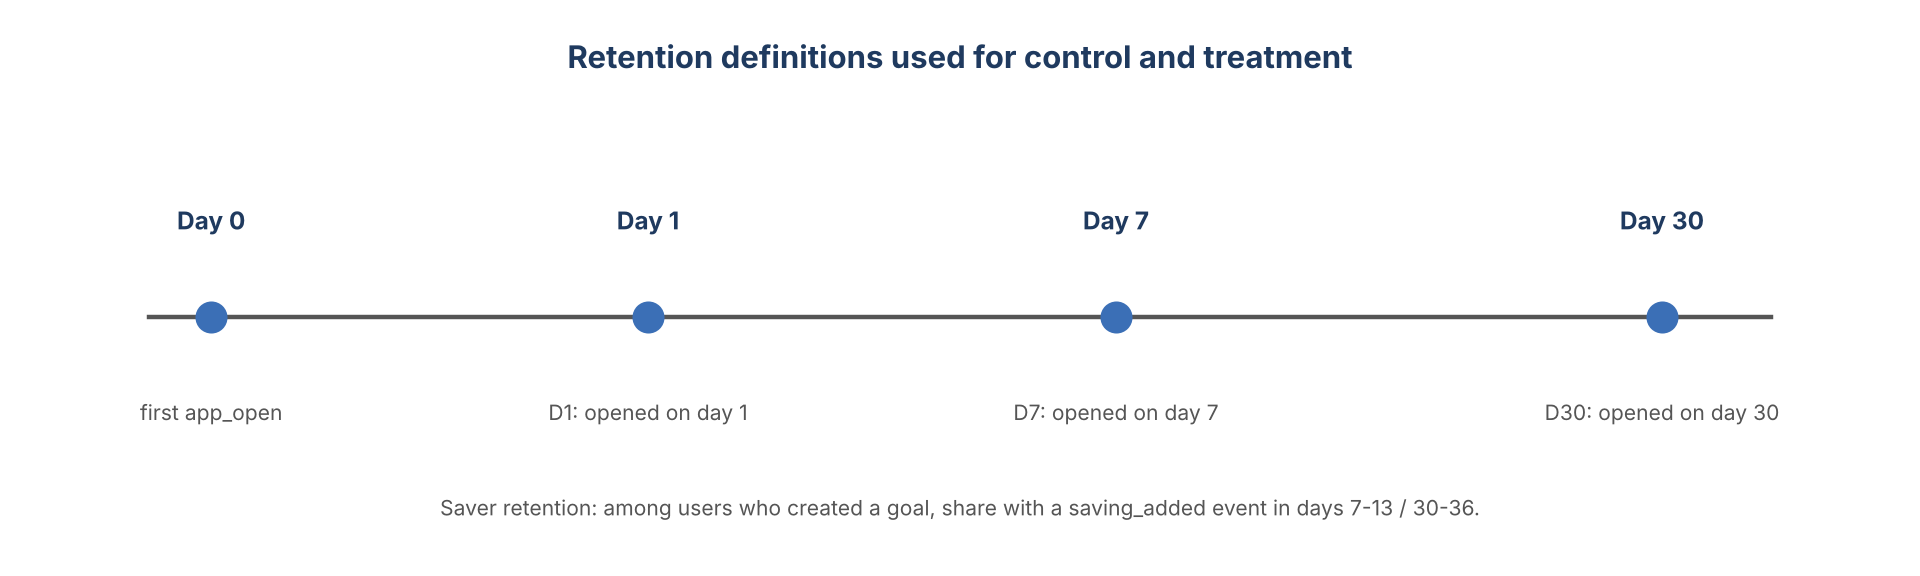 Retention definitions used for control and treatment
Day 0
Day 1
Day 7
Day 30
first app_open
D1: opened on day 1
D7: opened on day 7
D30: opened on day 30
Saver retention: among users who created a goal, share with a saving_added event in days 7-13 / 30-36.